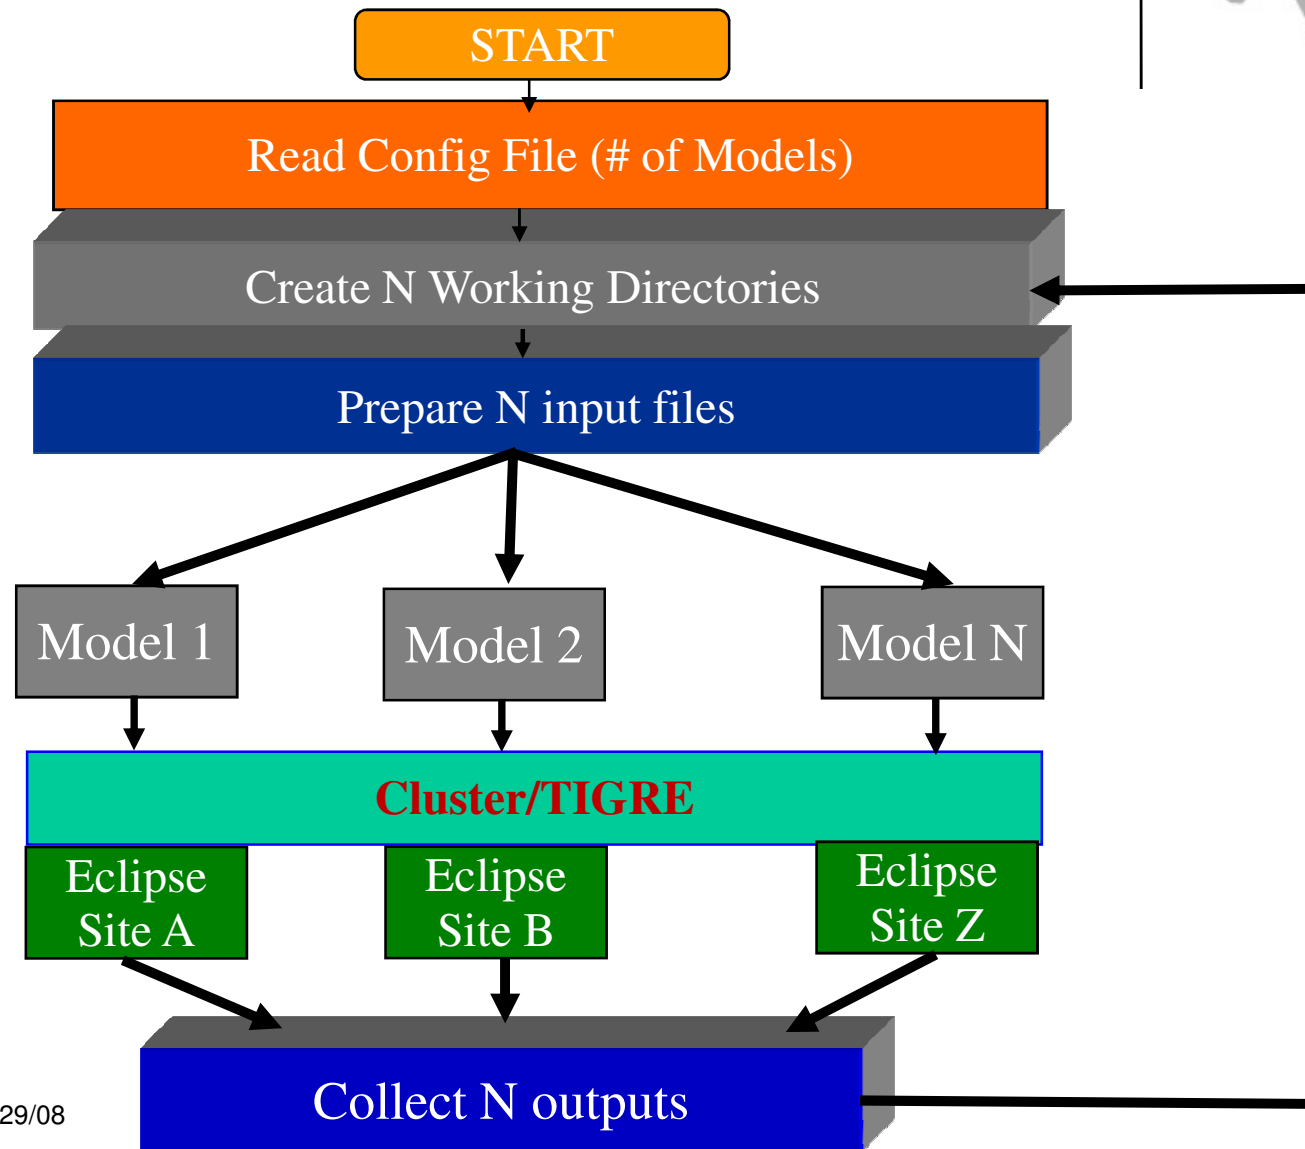 START
Read Config File (# of Models)
Create N Working Directories
Prepare N input files
Model 1
Model 2
Model N
Cluster/TIGRE
Eclipse
Site A
Eclipse
Site B
Eclipse
Site Z
Collect N outputs
29/08